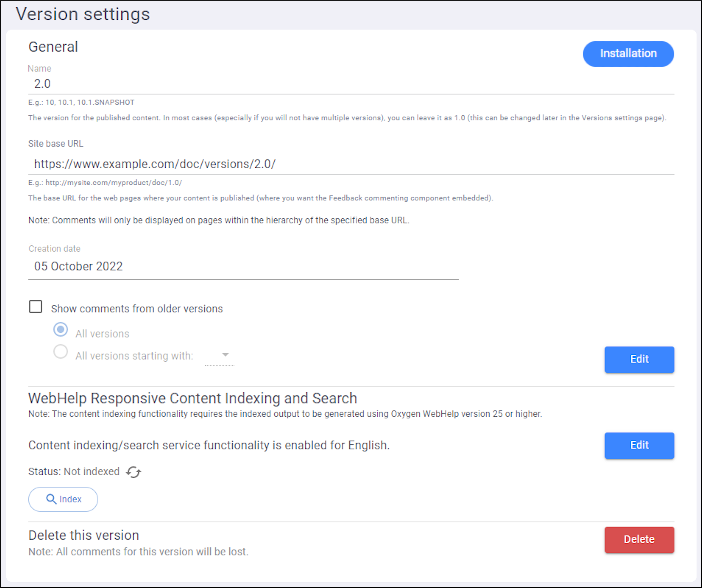 Version settings
General
Installation
Name
2.0
E.g.: 10, 10.1, 10.1.SNAPSHOT
The version for the published content. In most cases (especially if you will not have multiple versions), you can leave it as 1.0 (this can be changed later in the Versions settings page).
Site base URL
https://www.example.com/doc/versions/2.0/
E.g.: http://mysite.com/myproduct/doc/1.0/
The base URL for the web pages where your content is published (where you want the Feedback commenting component embedded).
Note: Comments will only be displayed on pages within the hierarchy of the specified base URL.
Creation date
05 October 2022
Show comments from older versions
All versions
All versions starting with:
Edit
WebHelp Responsive Content Indexing and Search
Note: The content indexing functionality requires the indexed output to be generated using Oxygen WebHelp version 25 or higher.
Content indexing/search service functionality is enabled for English.
Edit
Status: Not indexed
Index
Delete this version
Delete
Note: All comments for this version will be lost.